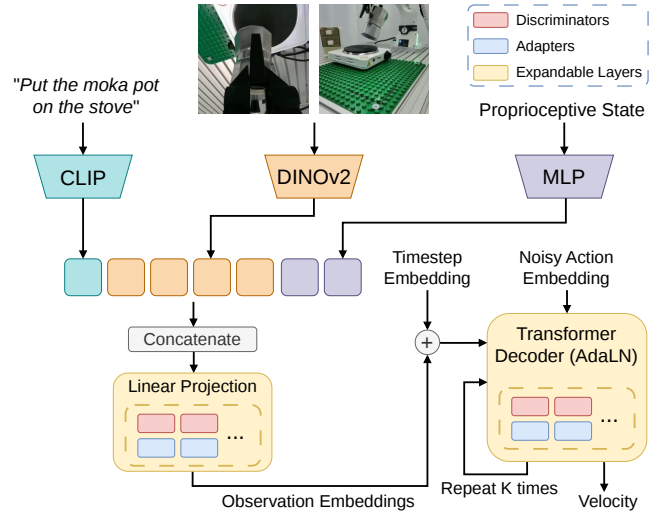 Discriminators
Adapters
Expandable Layers
"Put the moka pot
on the stove"
Proprioceptive State
CLIP
DINOv2
MLP
Timestep
Embedding
Noisy Action
Embedding
Concatenate
+
Transformer
Decoder (AdaLN)
Linear Projection
...
...
Repeat K times
Observation Embeddings
Velocity